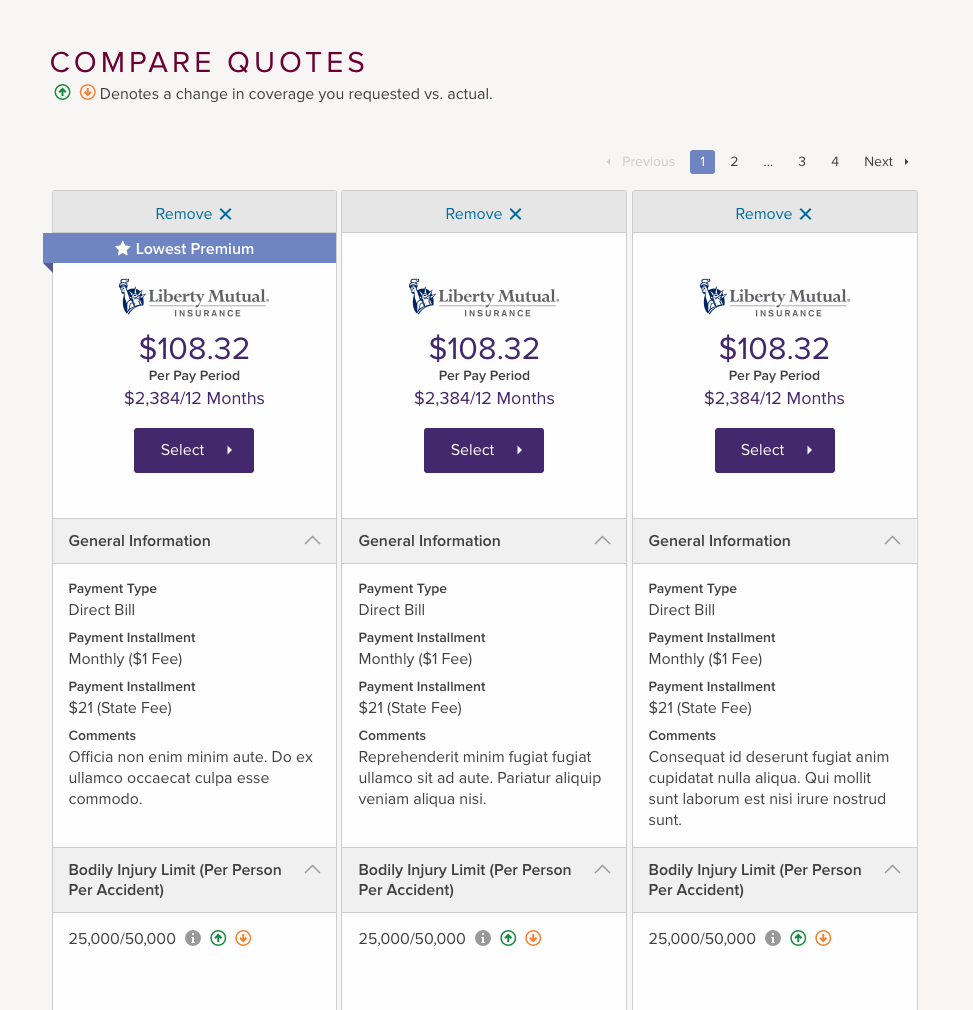 COMPARE QUOTES
Denotes a change in coverage you requested vs. actual.
Previous 1 2 ... 3 4 Next
Remove
Lowest Premium
Liberty Mutual.
INSURANCE
$108.32
Per Pay Period
$2,384/12 Months
Select
General Information
Payment Type
Direct Bill
Payment Installment
Monthly ($1 Fee)
Payment Installment
$21 (State Fee)
Comments
Officia non enim minim aute. Do ex
ullamco occaecat culpa esse
commodo.
Bodily Injury Limit (Per Person
Per Accident)
25,000/50,000
Remove
Liberty Mutual.
INSURANCE
$108.32
Per Pay Period
$2,384/12 Months
Select
General Information
Payment Type
Direct Bill
Payment Installment
Monthly ($1 Fee)
Payment Installment
$21 (State Fee)
Comments
Reprehenderit minim fugiat fugiat
ullamco sit ad aute. Pariatur aliquip
veniam aliqua nisi.
Bodily Injury Limit (Per Person
Per Accident)
25,000/50,000
Remove
Liberty Mutual.
INSURANCE
$108.32
Per Pay Period
$2,384/12 Months
Select
General Information
Payment Type
Direct Bill
Payment Installment
Monthly ($1 Fee)
Payment Installment
$21 (State Fee)
Comments
Consequat id deserunt fugiat anim
cupidatat nulla aliqua. Qui mollit
sunt laborum est nisi irure nostrud
sunt.
Bodily Injury Limit (Per Person
Per Accident)
25,000/50,000